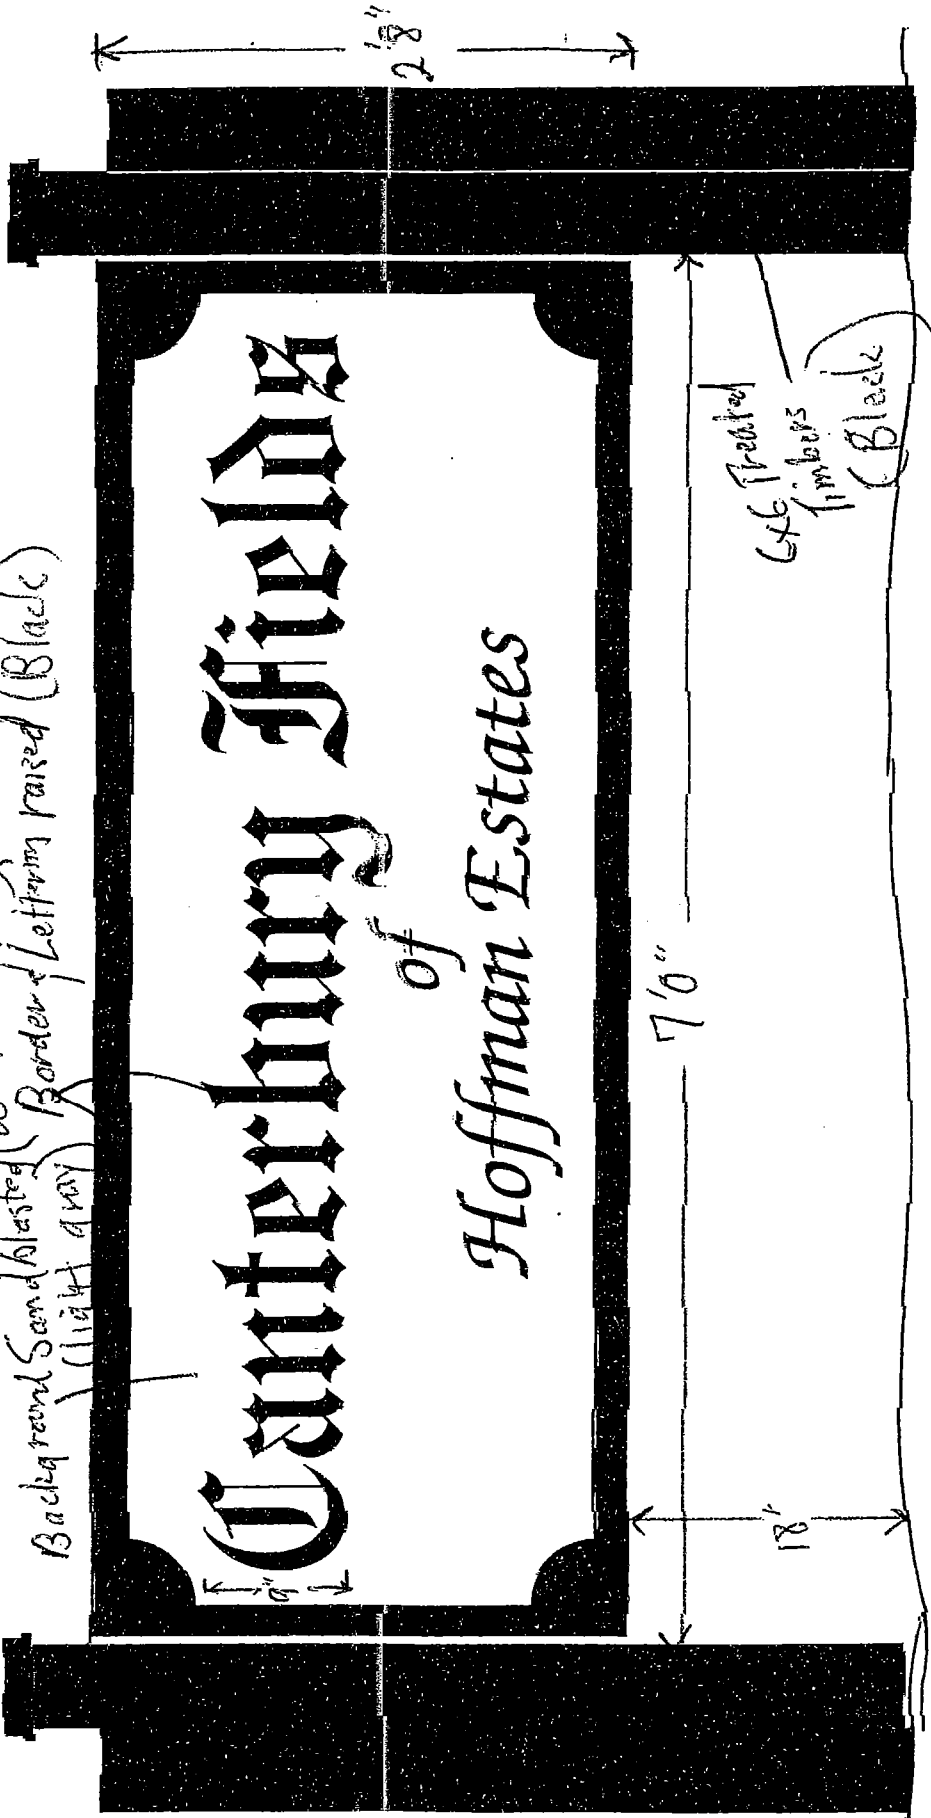 Background Sandblasted
(light gray)
Border & Lettering raised (Black)
2'8"
Canterbury Fields
of
Hoffman Estates
9"
7'0"
18"
6x6 Treated
Timbers
(Black)